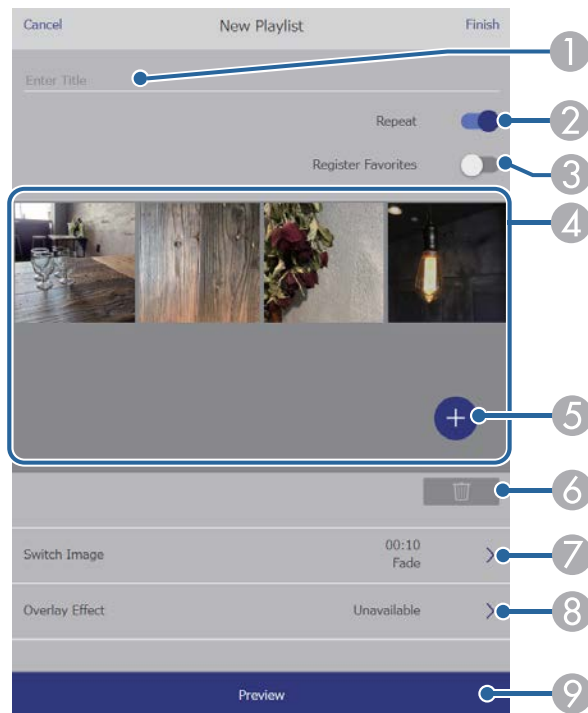 Cancel New Playlist Finish
1
Enter Title
Repeat 2
Register Favorites 3
4
+ 5
6
00:10
Switch Image 7
Fade
Overlay Effect Unavailable 8
Preview 9